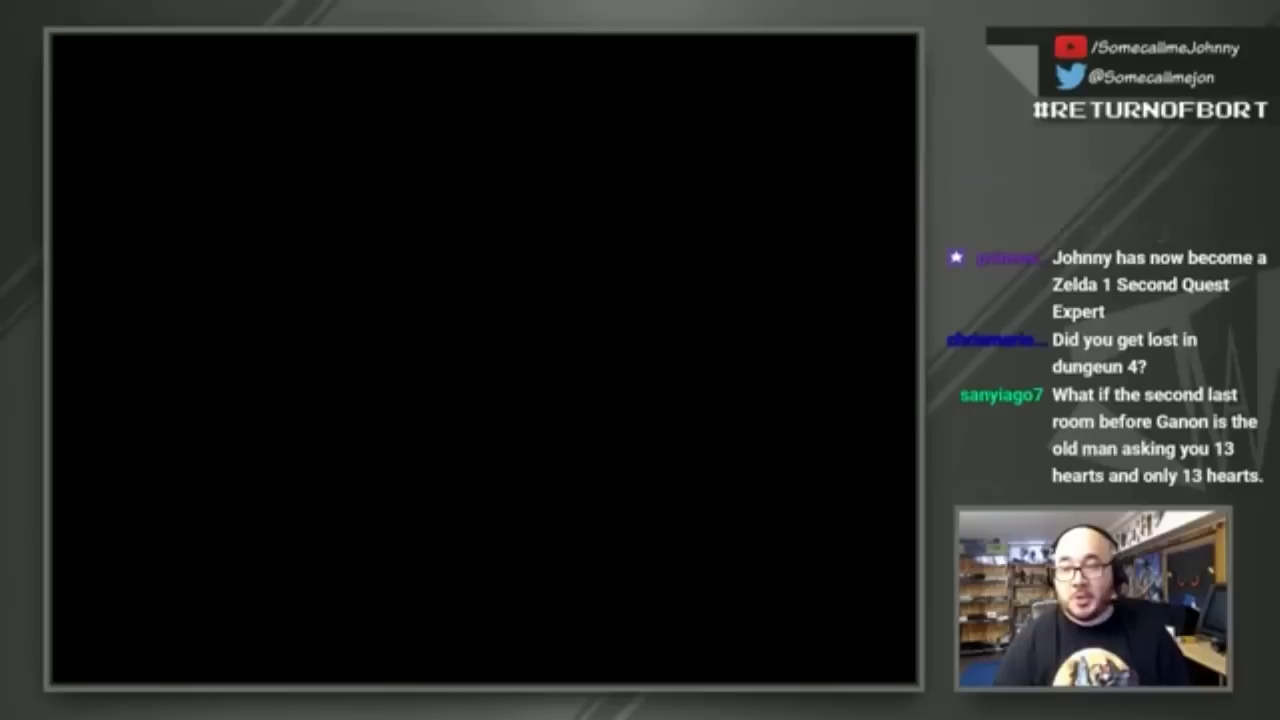 /SomecallmeJohnny
@Somecallmejon
#RETURNOFBORT
Johnny has now become a
Zelda 1 Second Quest
Expert
Did you get lost in
dungeun 4?
sanyiago7 What if the second last
room before Ganon is the
old man asking you 13
hearts and only 13 hearts.